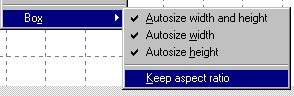 Box
Autosize width and height
Autosize width
Autosize height
Keep aspect ratio